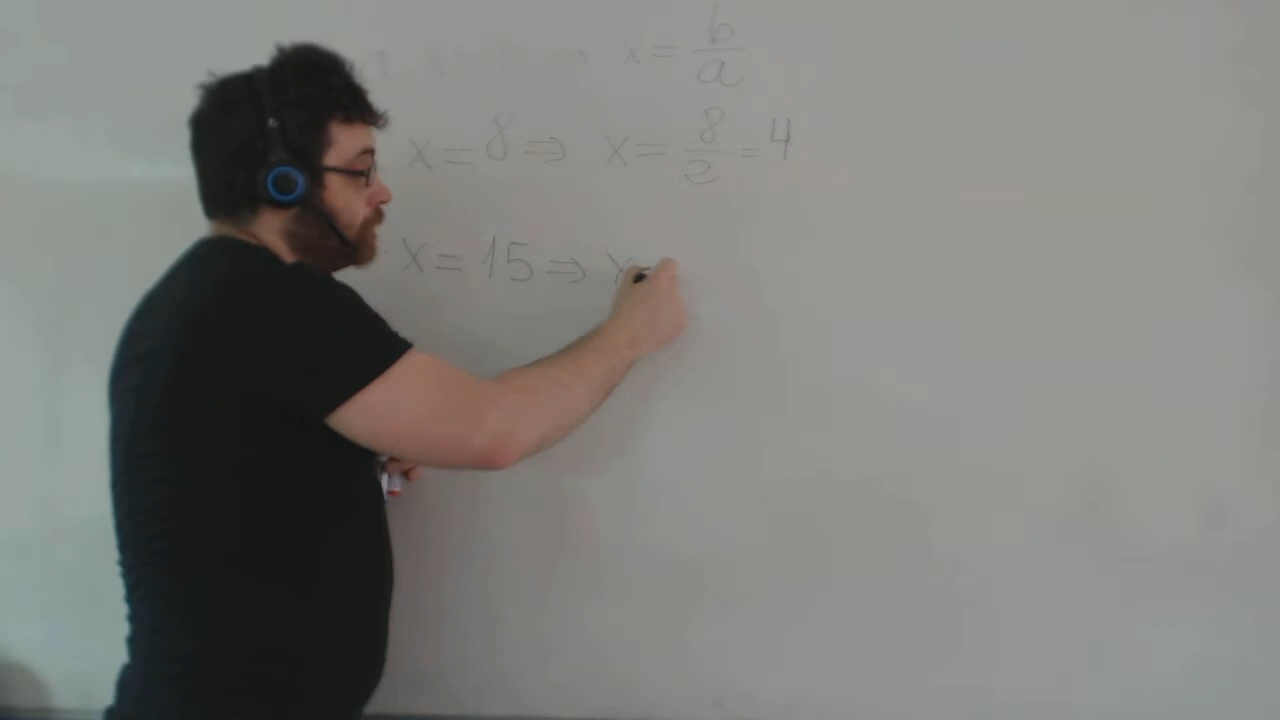 x = b/a
x = 8 ⇒ x = 8/2 = 4
x = 15 ⇒ x =